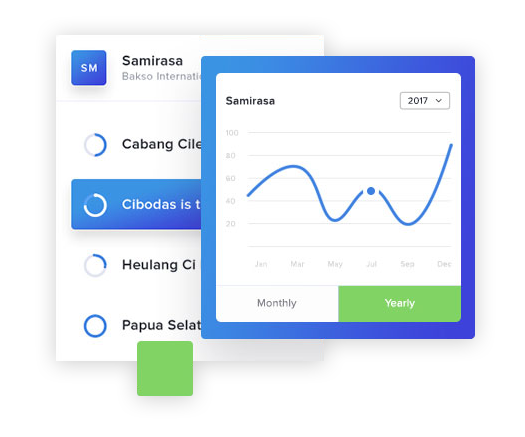 SM
Samirasa
Bakso Internatio
Cabang Cile
Cibodas is t
Heulang Ci
Papua Selat
Samirasa
2017
100
80
60
40
20
Jan
Mar
May
Jul
Sep
Dec
Monthly
Yearly